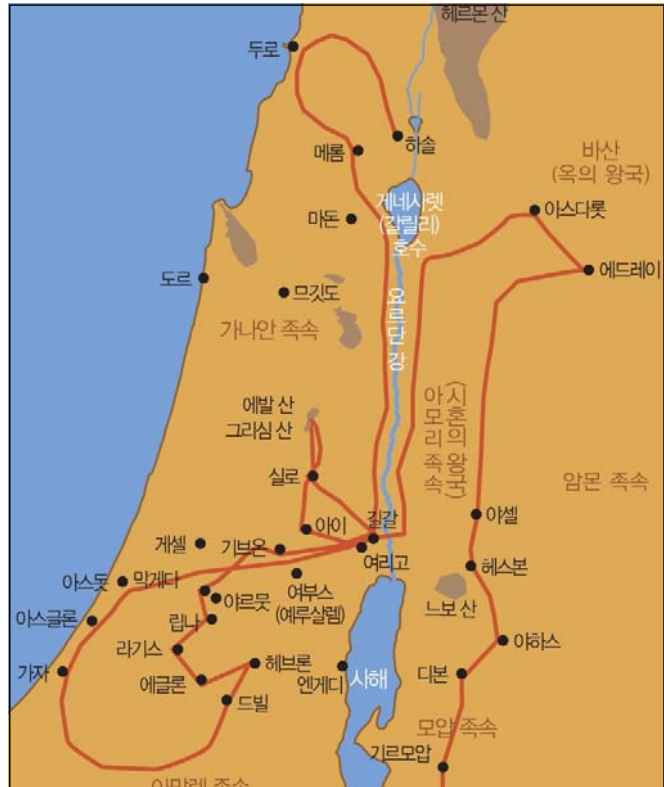 헤르몬 산
두로
메롬
하솔
바산
(옥의 왕국)
게네사렛
(갈릴리)
호수
마돈
아스다롯
에드레이
도르
므깃도
요르단 강
가나안 족속
아모리 족속
(시혼의 왕국)
에발 산
그리심 산
암몬 족속
실로
야셀
아이
길갈
게셀
기브온
여리고
헤스본
아스돗
막게다
여부스
(예루살렘)
야르뭇
느보 산
아스글론
립나
야하스
라기스
헤브론
가자
에글론
엔게디
사해
디본
드빌
모압 족속
기르모압
아말렉 족속